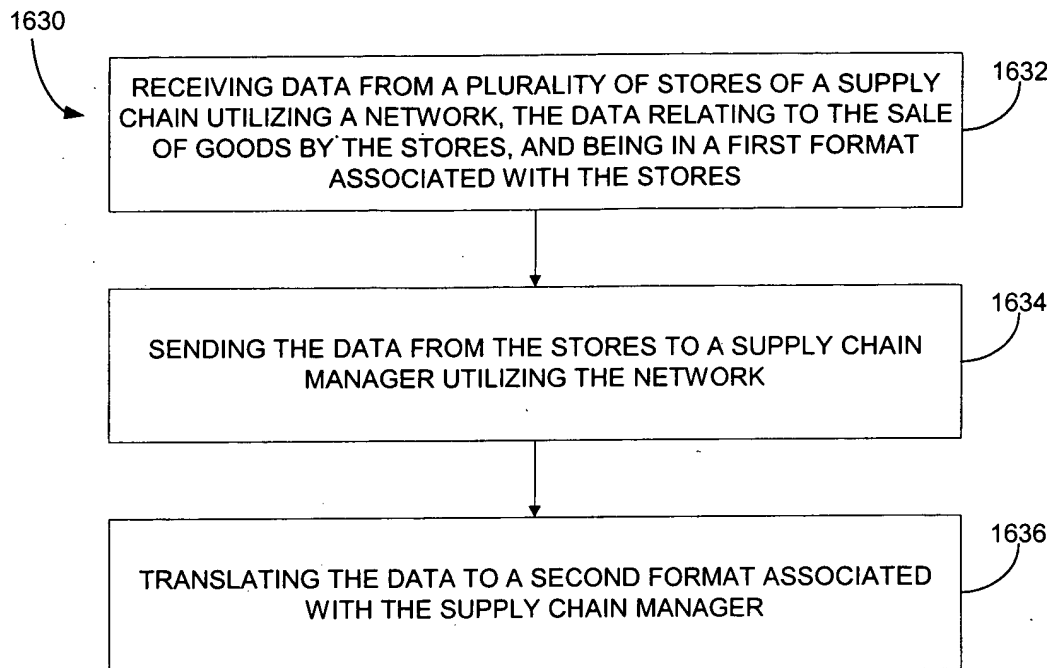 1630
RECEIVING DATA FROM A PLURALITY OF STORES OF A SUPPLY
CHAIN UTILIZING A NETWORK, THE DATA RELATING TO THE SALE
OF GOODS BY THE STORES, AND BEING IN A FIRST FORMAT
ASSOCIATED WITH THE STORES
1632
SENDING THE DATA FROM THE STORES TO A SUPPLY CHAIN
MANAGER UTILIZING THE NETWORK
1634
TRANSLATING THE DATA TO A SECOND FORMAT ASSOCIATED
WITH THE SUPPLY CHAIN MANAGER
1636